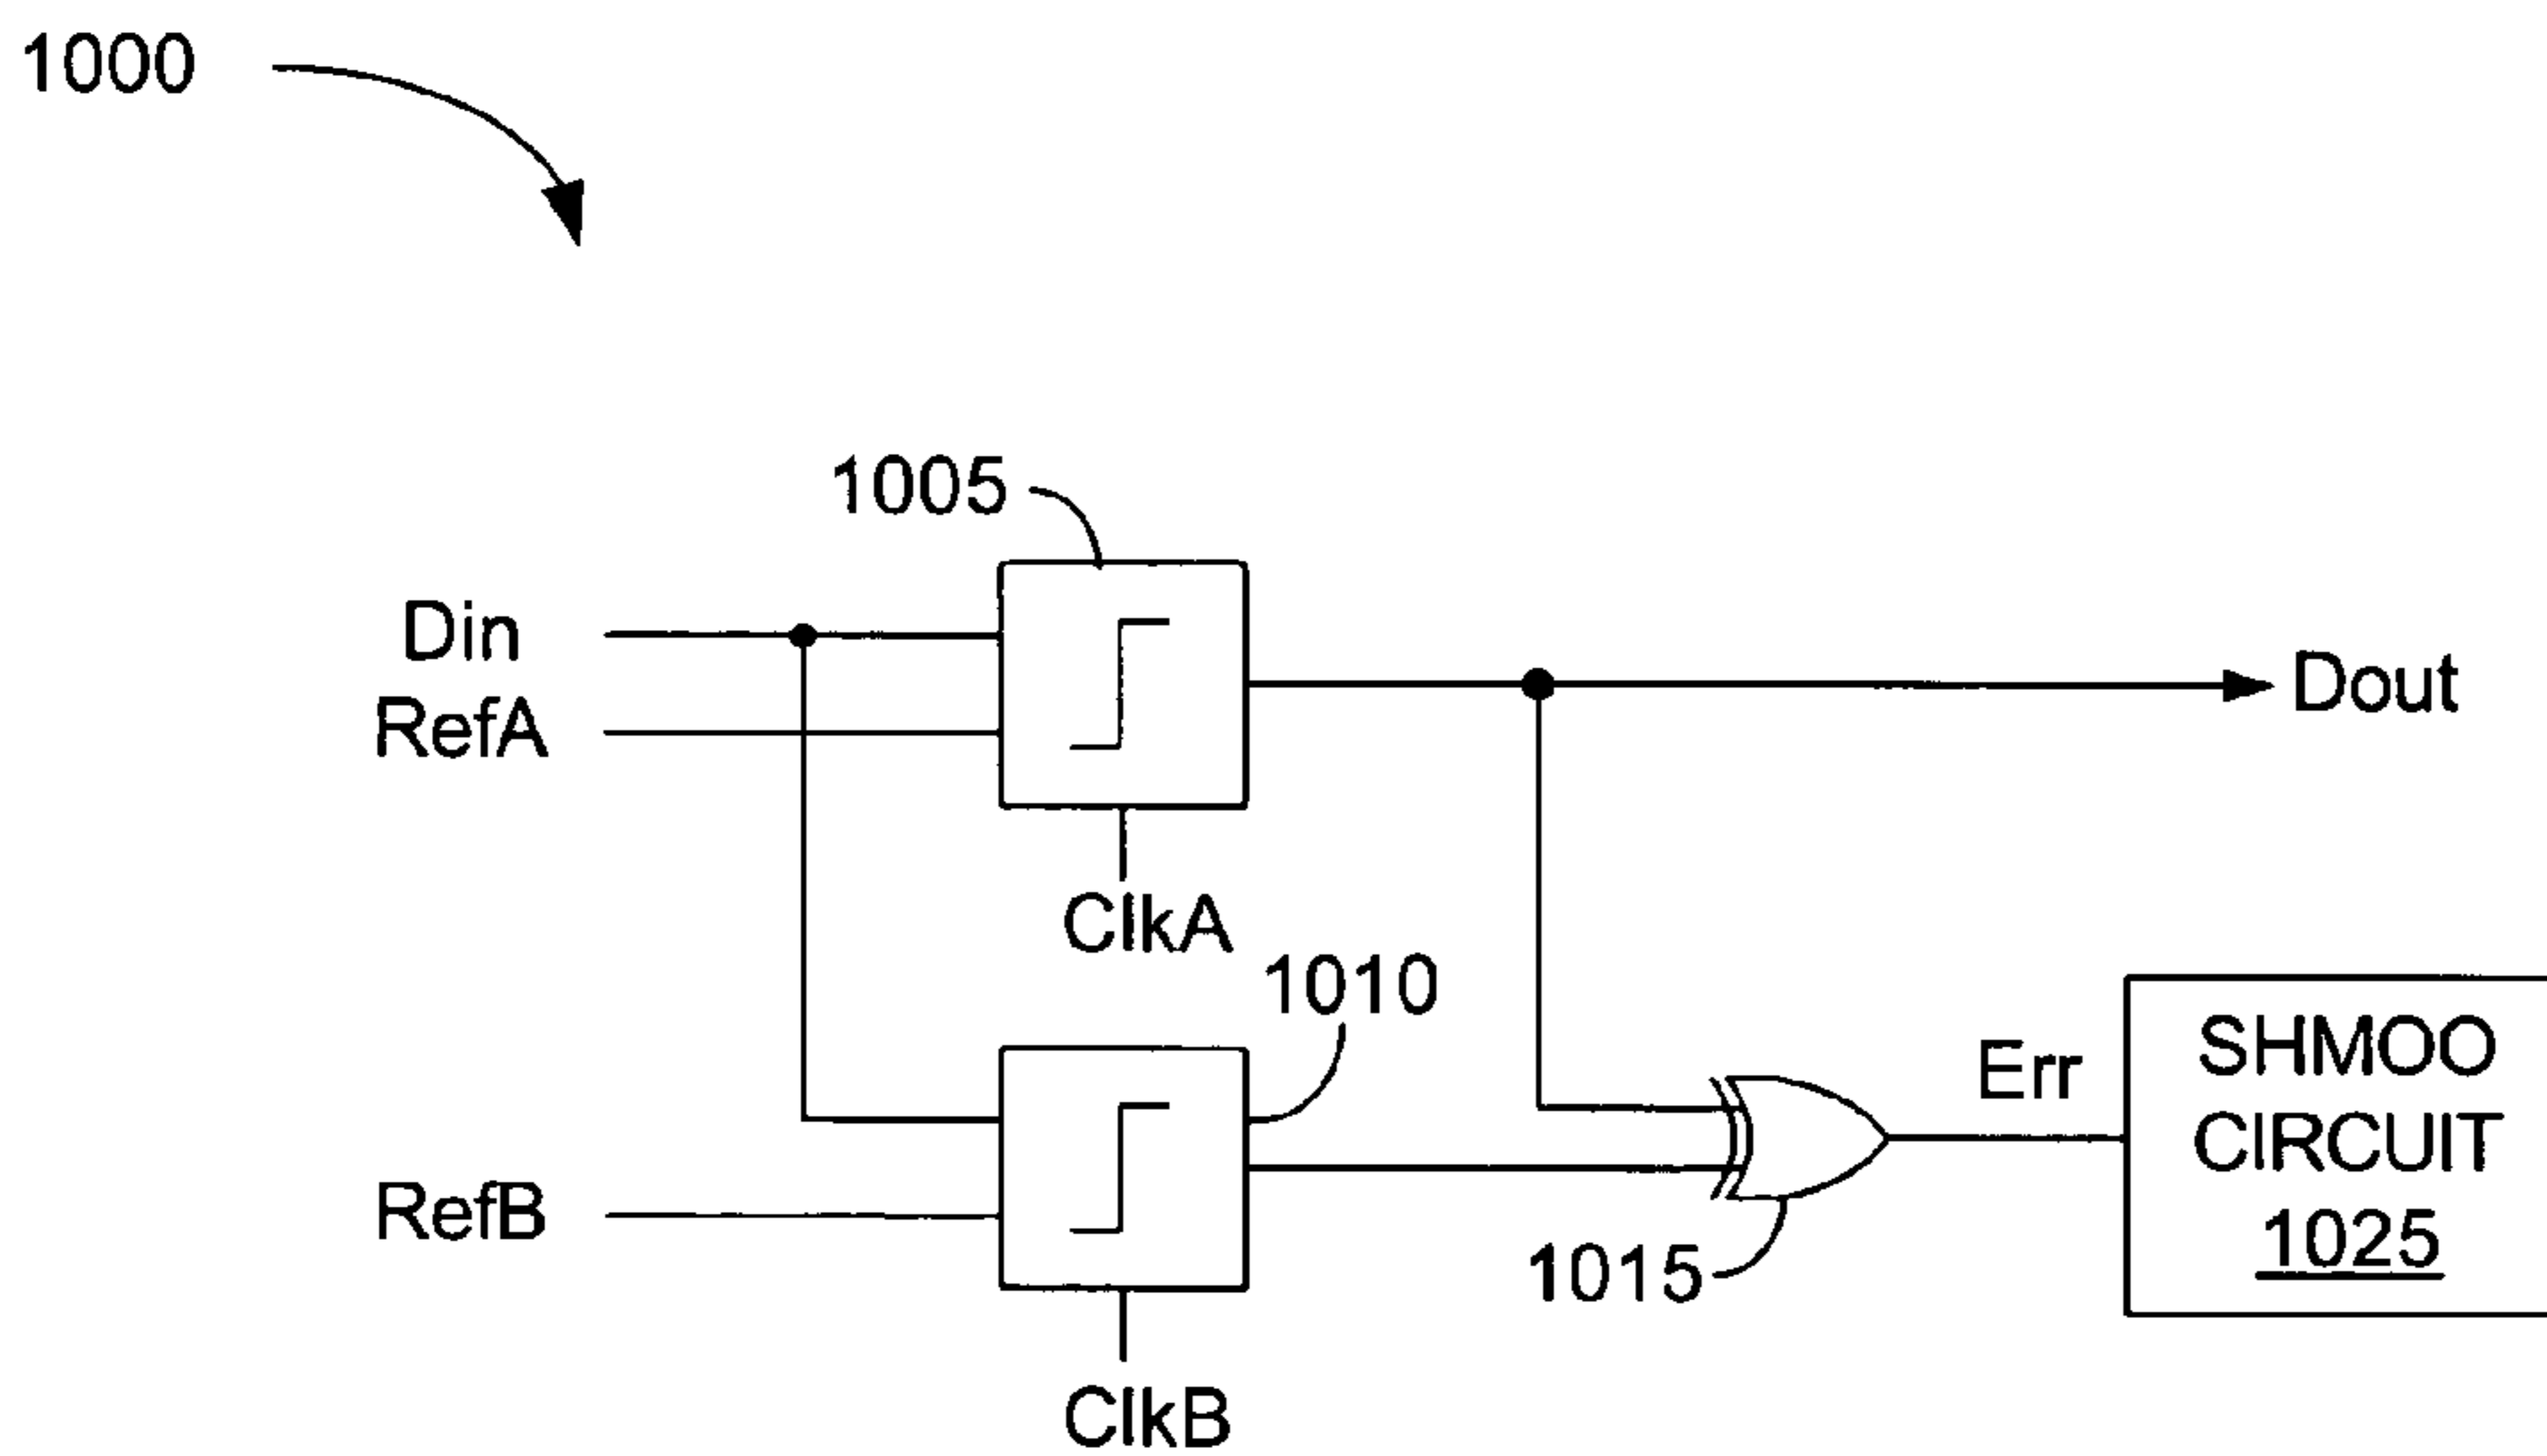 1000
1005
Din
RefA
Dout
ClkA
1010
SHMOO
CIRCUIT
1025
Err
RefB
1015
ClkB